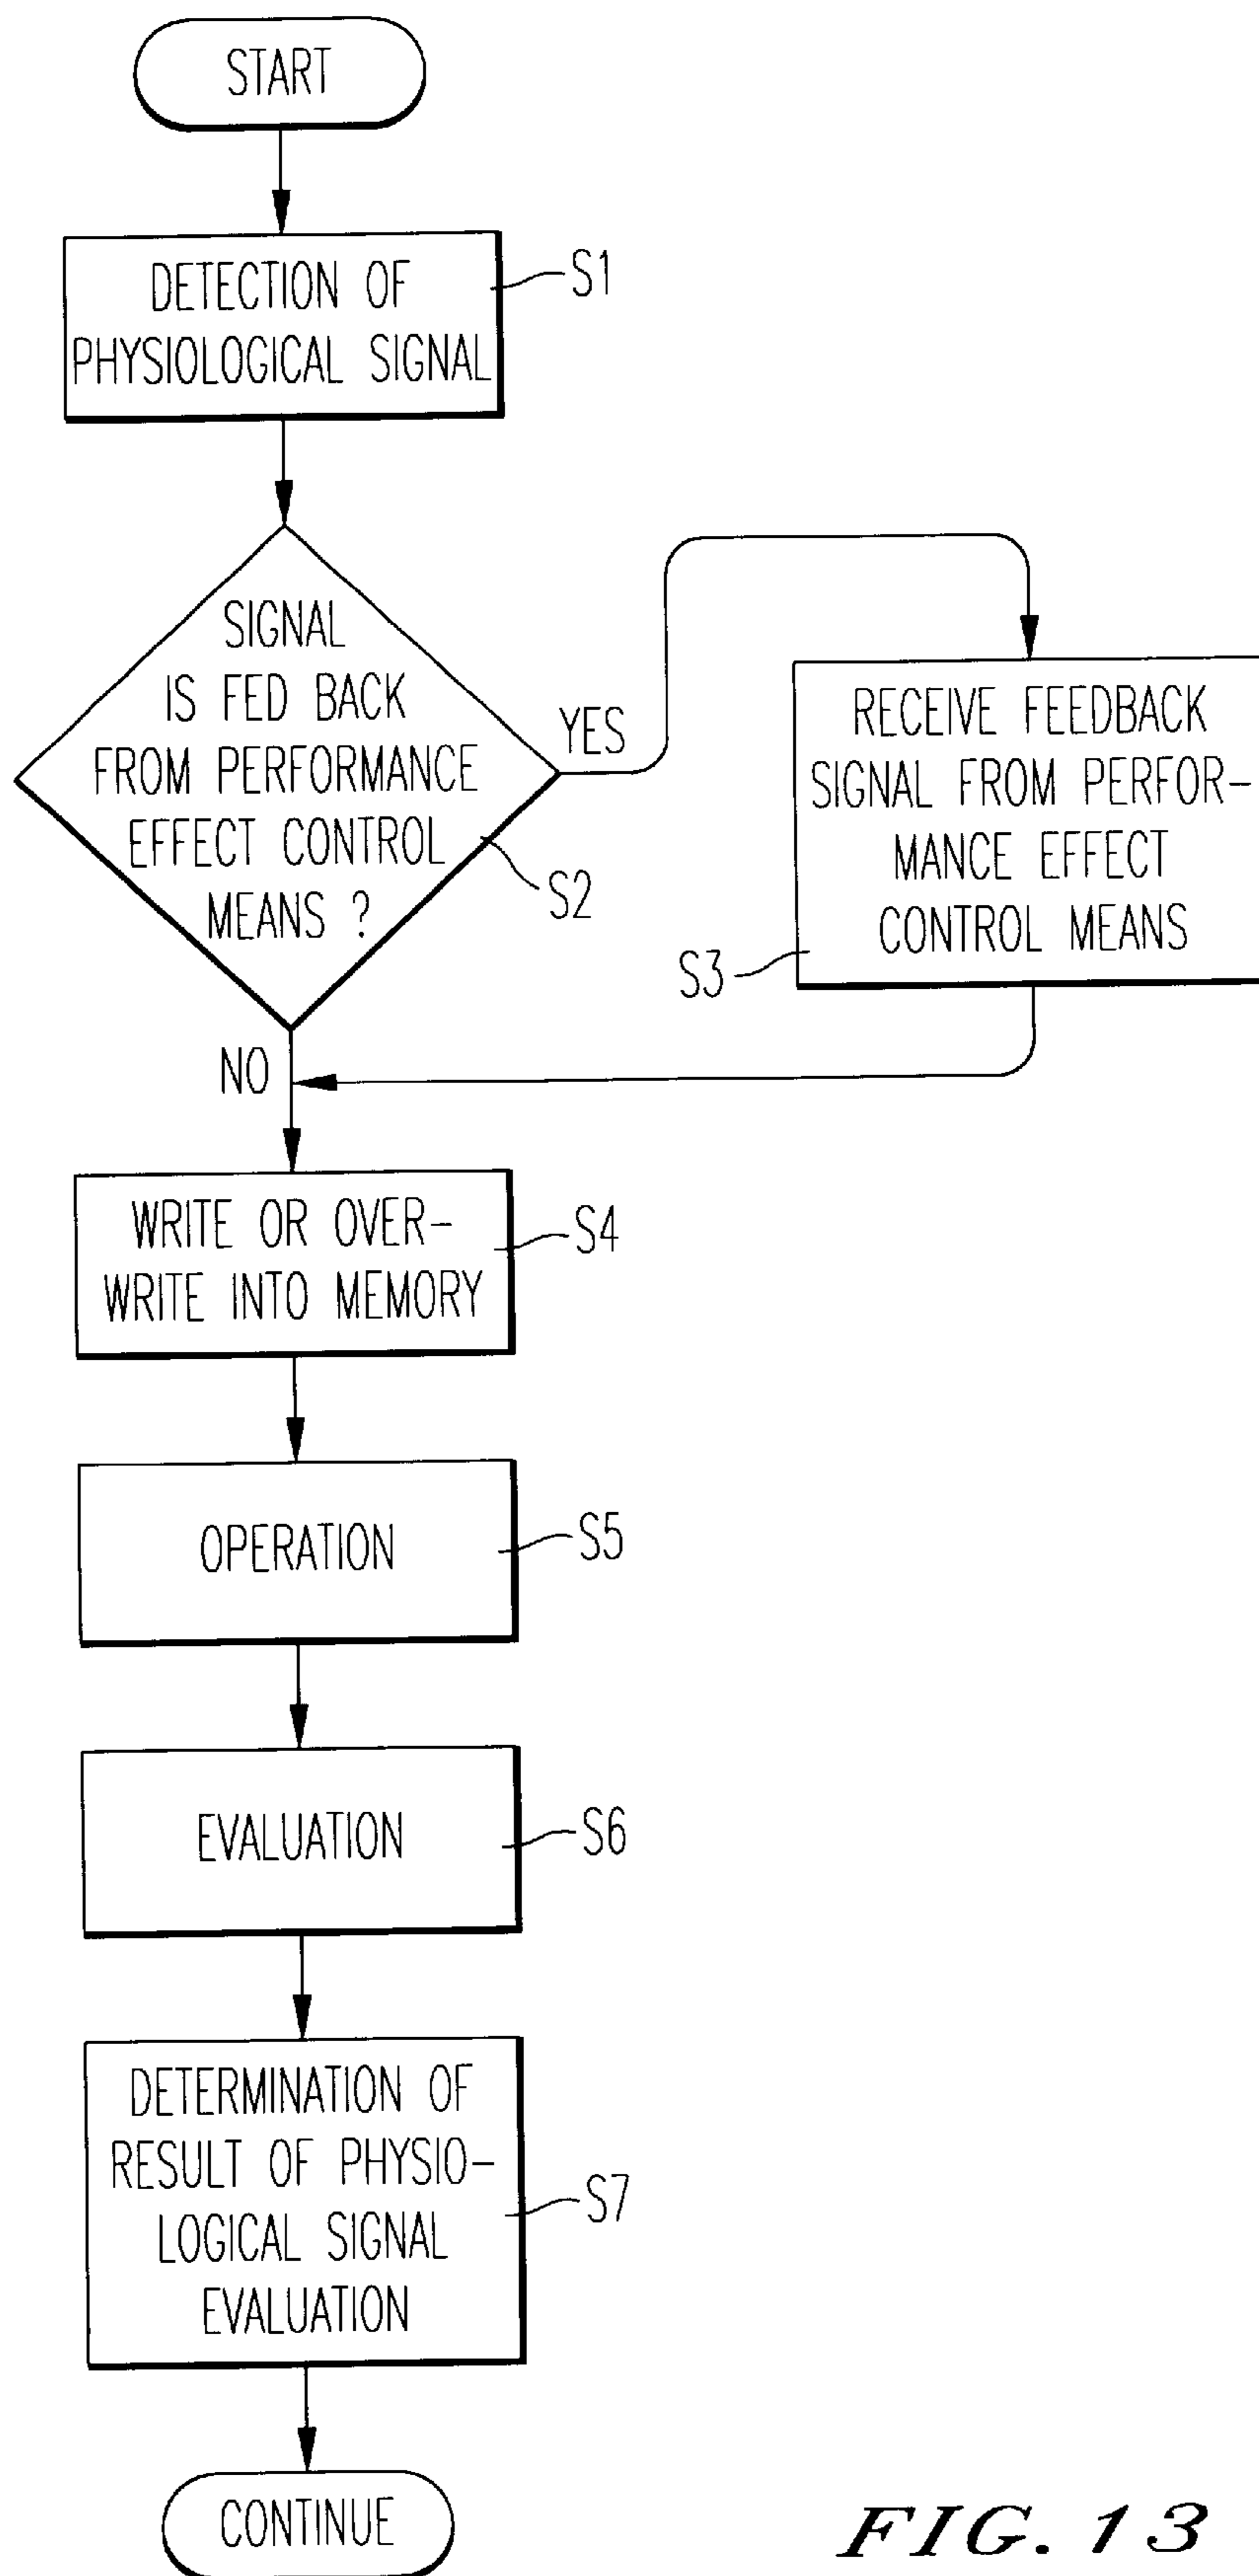 START
DETECTION OF
PHYSIOLOGICAL SIGNAL
S1
SIGNAL
IS FED BACK
FROM PERFORMANCE
EFFECT CONTROL
MEANS ?
S2
YES
RECEIVE FEEDBACK
SIGNAL FROM PERFOR-
MANCE EFFECT
CONTROL MEANS
S3
NO
WRITE OR OVER-
WRITE INTO MEMORY
S4
OPERATION
S5
EVALUATION
S6
DETERMINATION OF
RESULT OF PHYSIO-
LOGICAL SIGNAL
EVALUATION
S7
CONTINUE
FIG. 13